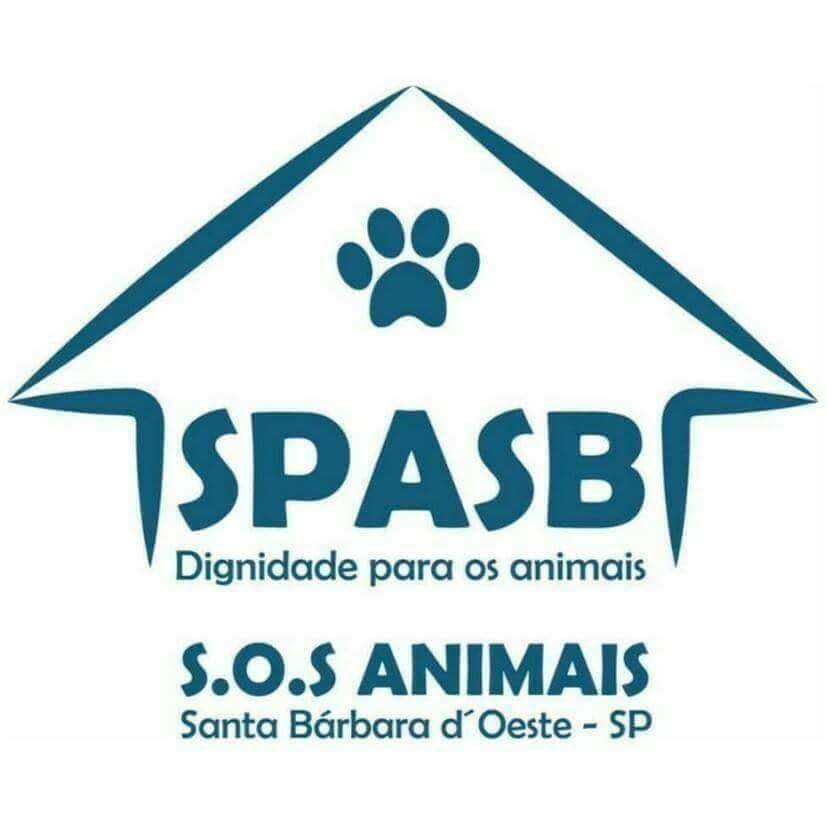 SPASB
Dignidade para os animais
S.O.S ANIMAIS
Santa Bárbara d´Oeste - SP